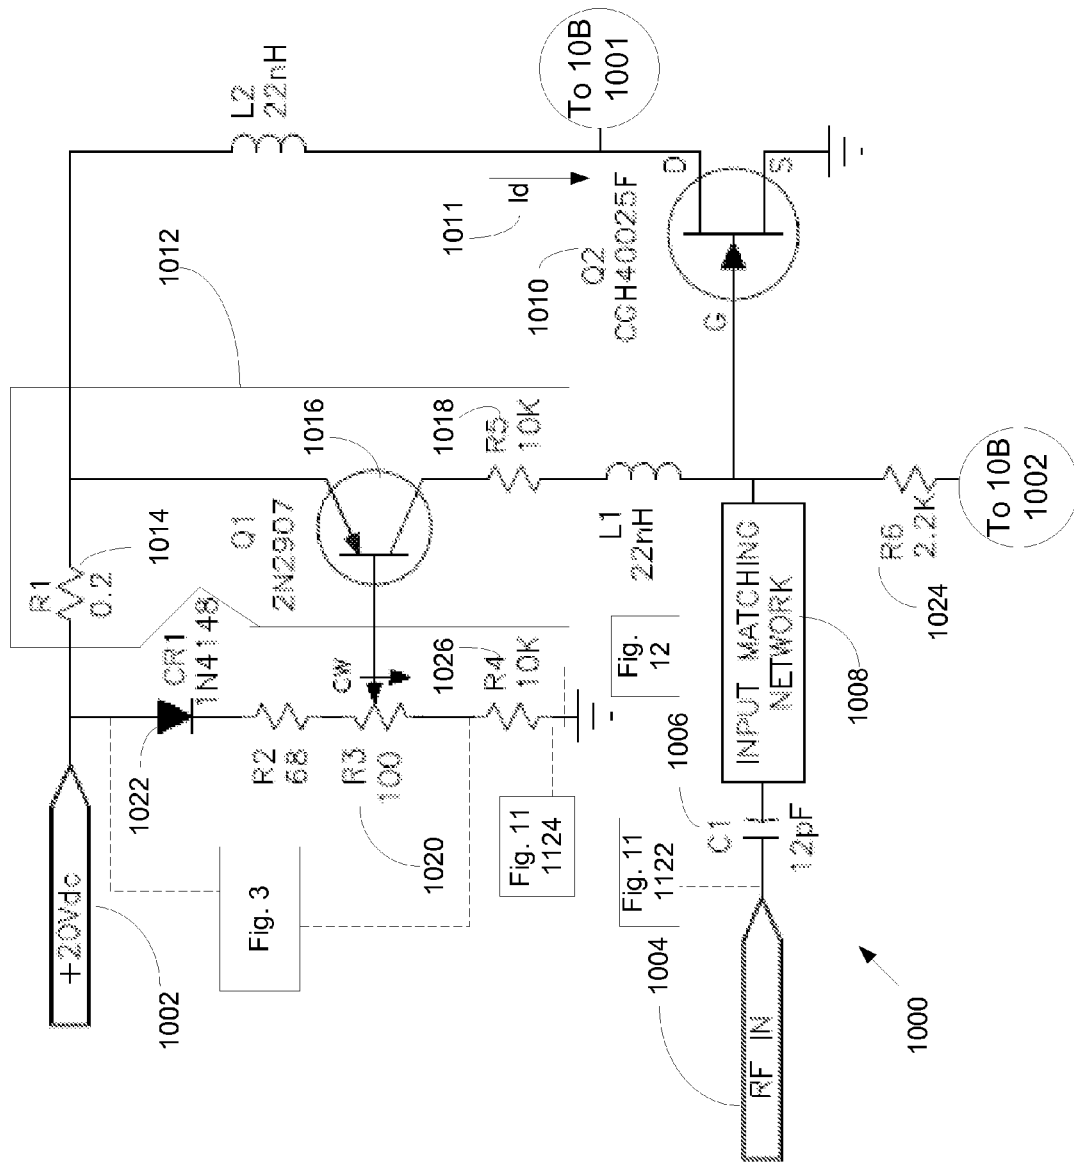 +20Vdc
1002
CR1
1N4148
1022
R1
0.2
1014
1012
L2
22nH
Fig. 3
R2
68
R3
100
1020
CW
Q1
2N2907
1016
1011
Id
To 10B
1001
R4
10K
1026
R5
10K
1018
1010
Q2
CGH40025F
D
S
G
Fig. 11
1124
Fig. 11
1122
Fig.
12
L1
22nH
1004
RF IN
1006
C1
12pF
INPUT MATCHING
NETWORK
1008
R6
2.2K
1024
To 10B
1002
1000